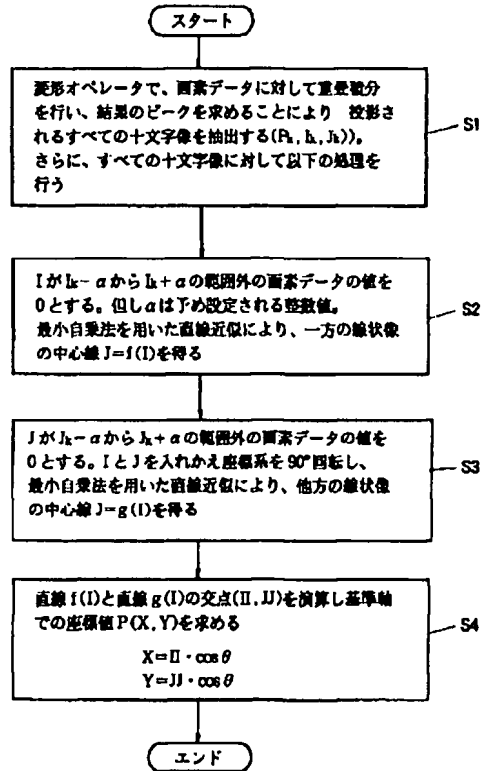 スタート
菱形オペレータで、画素データに対して重畳積分
を行い、結果のピークを求めることにより 投影さ
れるすべての十文字像を抽出する(Pk, Ik, Jk))。
さらに、すべての十文字像に対して以下の処理を
行う
S1
IがIk−αからIk+αの範囲外の画素データの値を
0とする。但しαは予め設定される整数値。
最小自乗法を用いた直線近似により、一方の線状像
の中心線J=f(I)を得る
S2
JがJk−αからJk+αの範囲外の画素データの値を
0とする。IとJを入れかえ座標系を90°回転し、
最小自乗法を用いた直線近似により、他方の線状像
の中心線J=g(I)を得る
S3
直線f(I)と直線g(I)の交点(II, JJ)を演算し基準軸
での座標値P(X, Y)を求める
X=II・cosθ
Y=JJ・cosθ
S4
エンド